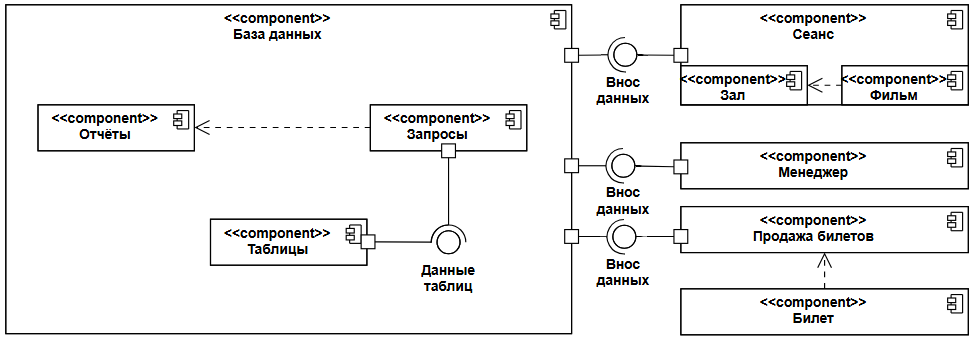 <<component>>
База данных
<<component>>
Отчёты
<<component>>
Запросы
<<component>>
Таблицы
Данные
таблиц
Внос
данных
<<component>>
Сеанс
<<component>>
Зал
<<component>>
Фильм
Внос
данных
<<component>>
Менеджер
Внос
данных
<<component>>
Продажа билетов
<<component>>
Билет